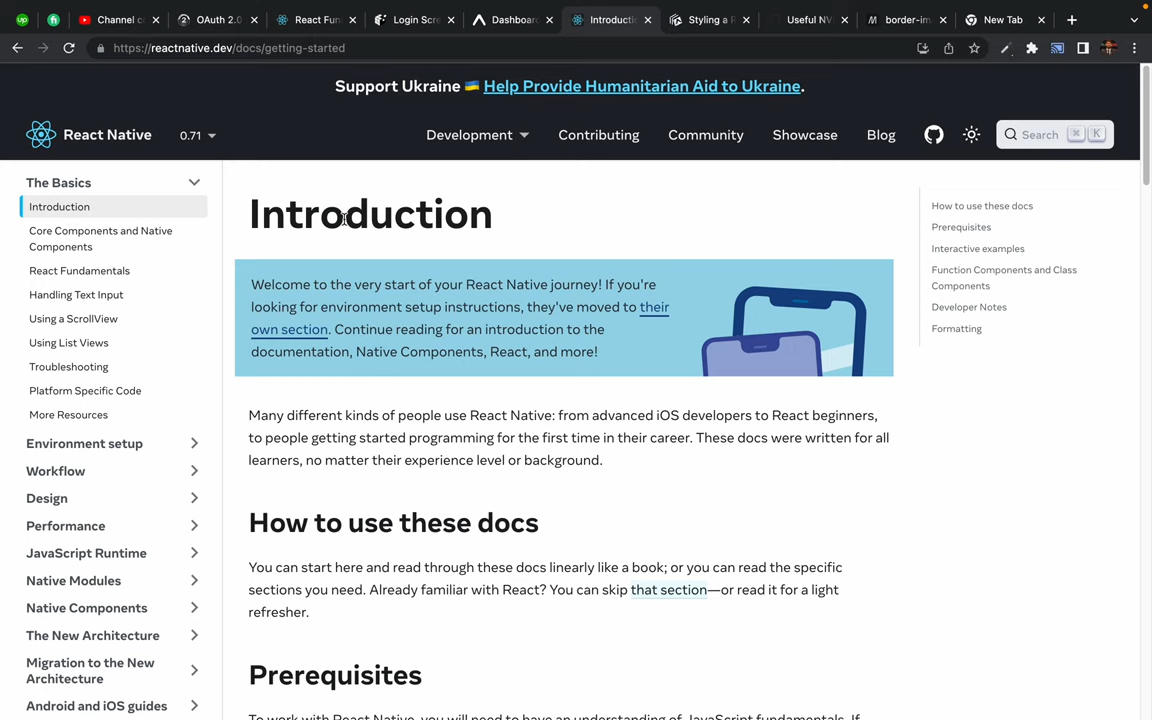 Channel c
OAuth 2.0
React Fun
Login Scre
Dashboar
Introducti
Styling a R
Useful NV
border-im
New Tab
https://reactnative.dev/docs/getting-started
Support Ukraine 🇺🇦 Help Provide Humanitarian Aid to Ukraine.
React Native
0.71
Development
Contributing
Community
Showcase
Blog
Search ⌘ K
The Basics
Introduction
Core Components and Native
Components
React Fundamentals
Handling Text Input
Using a ScrollView
Using List Views
Troubleshooting
Platform Specific Code
More Resources
Environment setup
Workflow
Design
Performance
JavaScript Runtime
Native Modules
Native Components
The New Architecture
Migration to the New
Architecture
Android and iOS guides
Introduction
Welcome to the very start of your React Native journey! If you're
looking for environment setup instructions, they've moved to their
own section. Continue reading for an introduction to the
documentation, Native Components, React, and more!
Many different kinds of people use React Native: from advanced iOS developers to React beginners,
to people getting started programming for the first time in their career. These docs were written for all
learners, no matter their experience level or background.
How to use these docs
You can start here and read through these docs linearly like a book; or you can read the specific
sections you need. Already familiar with React? You can skip that section—or read it for a light
refresher.
Prerequisites
To work with React Native, you will need to have an understanding of JavaScript fundamentals. If
How to use these docs
Prerequisites
Interactive examples
Function Components and Class
Components
Developer Notes
Formatting